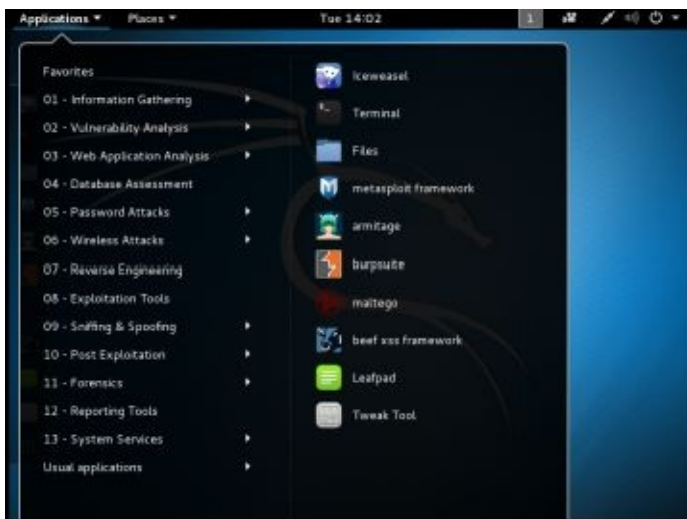 Applications Places Tue 14:02 1
Favorites
01 - Information Gathering
02 - Vulnerability Analysis
03 - Web Application Analysis
04 - Database Assessment
05 - Password Attacks
06 - Wireless Attacks
07 - Reverse Engineering
08 - Exploitation Tools
09 - Sniffing & Spoofing
10 - Post Exploitation
11 - Forensics
12 - Reporting Tools
13 - System Services
Usual applications
Iceweasel
Terminal
Files
metasploit framework
armitage
burpsuite
maltego
beef xss framework
Leafpad
Tweak Tool